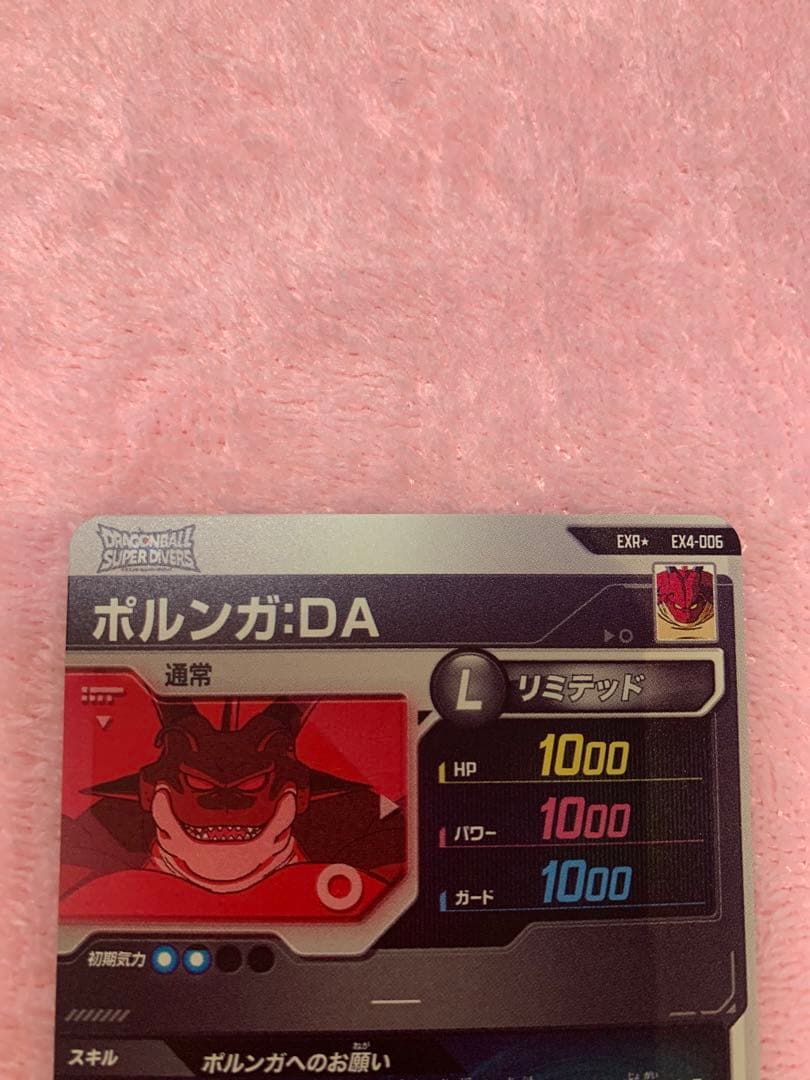 DRAGONBALL
SUPER DIVERS
EXR★ EX4-006
ポルンガ:DA
通常
L リミテッド
HP 1000
パワー 1000
ガード 1000
初期気力
スキル ポルンガへのお願い
ねが